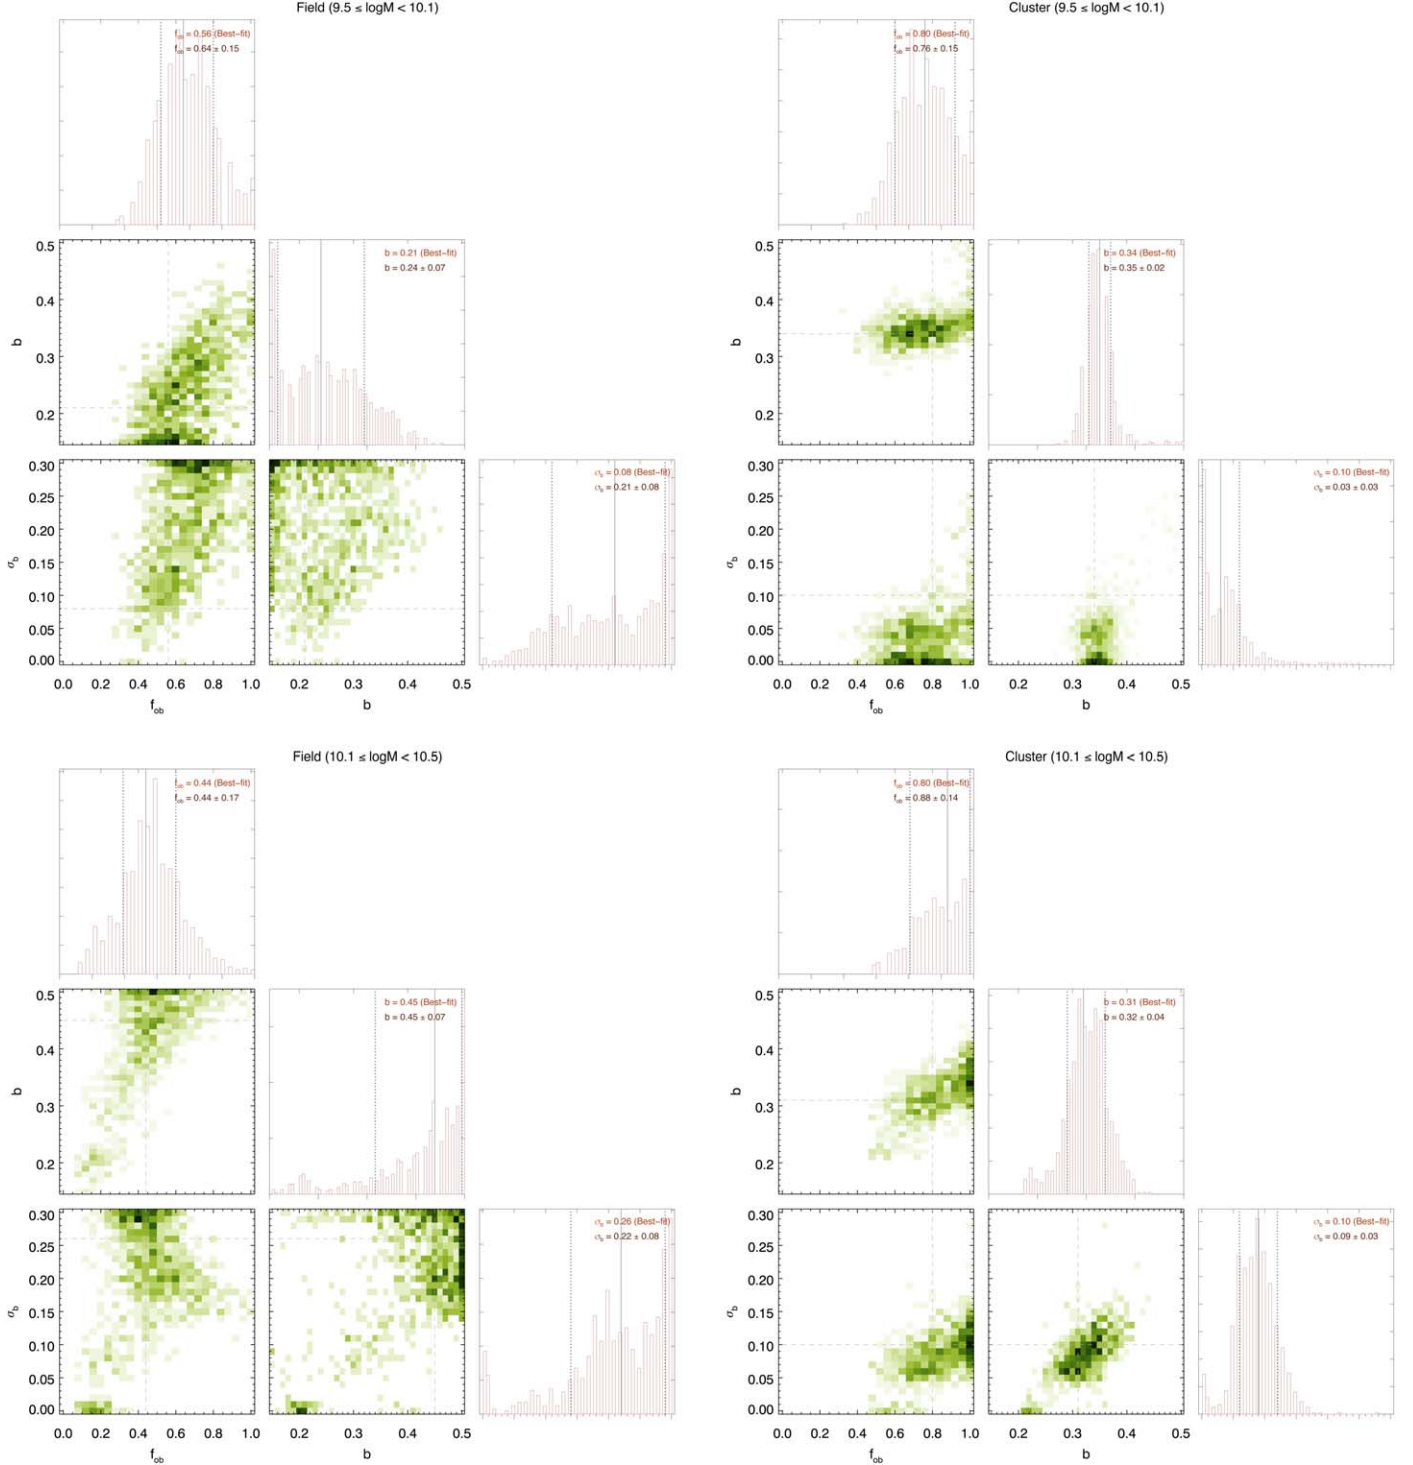 Field (9.5 ≤ logM < 10.1)
f_ob = 0.56 (Best-fit)
f_ob = 0.64 ± 0.15
0.5
0.4
0.3
0.2
b
b = 0.21 (Best-fit)
b = 0.24 ± 0.07
0.30
0.25
0.20
0.15
0.10
0.05
0.00
σ_b
σ_b = 0.08 (Best-fit)
σ_b = 0.21 ± 0.08
0.0 0.2 0.4 0.6 0.8 1.0
0.2 0.3 0.4 0.5
f_ob
b
Cluster (9.5 ≤ logM < 10.1)
f_ob = 0.80 (Best-fit)
f_ob = 0.76 ± 0.15
0.5
0.4
0.3
0.2
b
b = 0.34 (Best-fit)
b = 0.35 ± 0.02
0.30
0.25
0.20
0.15
0.10
0.05
0.00
σ_b
σ_b = 0.10 (Best-fit)
σ_b = 0.03 ± 0.03
0.0 0.2 0.4 0.6 0.8 1.0
0.2 0.3 0.4 0.5
f_ob
b
Field (10.1 ≤ logM < 10.5)
f_ob = 0.44 (Best-fit)
f_ob = 0.44 ± 0.17
0.5
0.4
0.3
0.2
b
b = 0.45 (Best-fit)
b = 0.45 ± 0.07
0.30
0.25
0.20
0.15
0.10
0.05
0.00
σ_b
σ_b = 0.26 (Best-fit)
σ_b = 0.22 ± 0.08
0.0 0.2 0.4 0.6 0.8 1.0
0.2 0.3 0.4 0.5
f_ob
b
Cluster (10.1 ≤ logM < 10.5)
f_ob = 0.80 (Best-fit)
f_ob = 0.88 ± 0.14
0.5
0.4
0.3
0.2
b
b = 0.31 (Best-fit)
b = 0.32 ± 0.04
0.30
0.25
0.20
0.15
0.10
0.05
0.00
σ_b
σ_b = 0.10 (Best-fit)
σ_b = 0.09 ± 0.03
0.0 0.2 0.4 0.6 0.8 1.0
0.2 0.3 0.4 0.5
f_ob
b